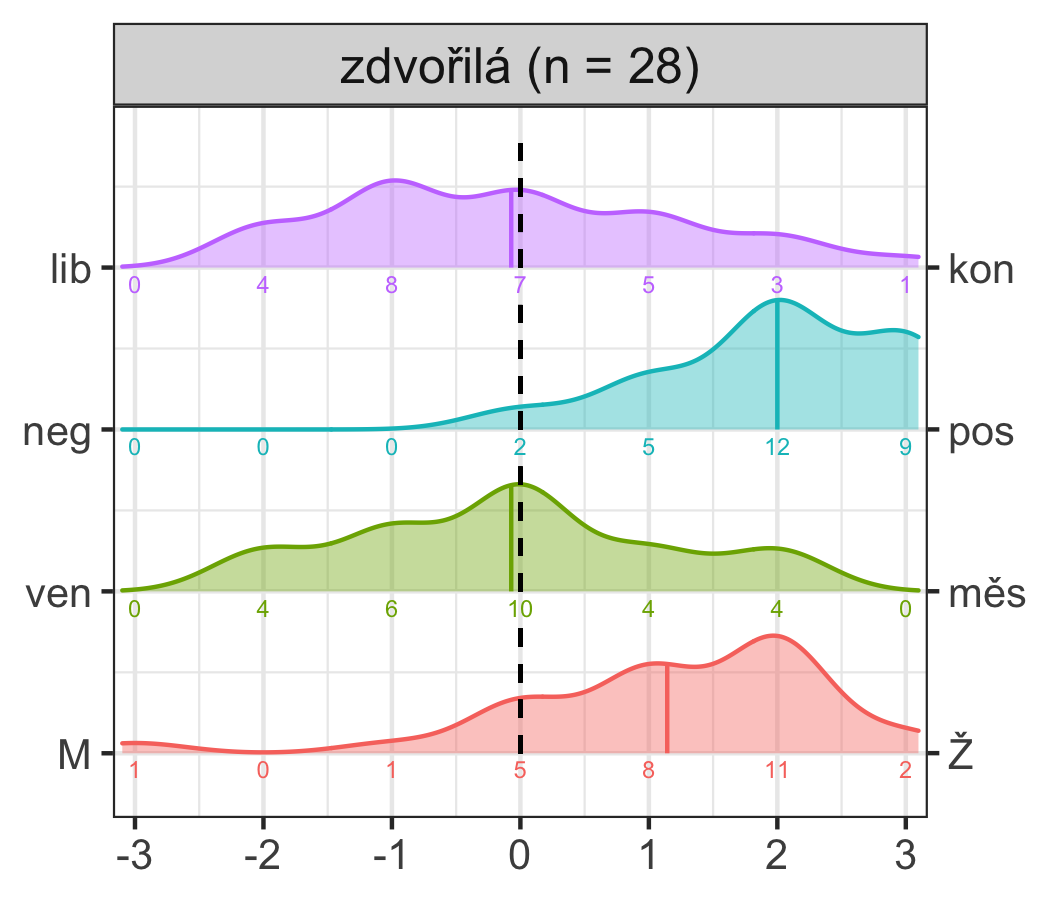 zdvořilá (n = 28)
lib kon
0 4 8 7 5 3 1
neg pos
0 0 0 2 5 12 9
ven měs
0 4 6 10 4 4 0
M Ž
1 0 1 5 8 11 2
-3 -2 -1 0 1 2 3